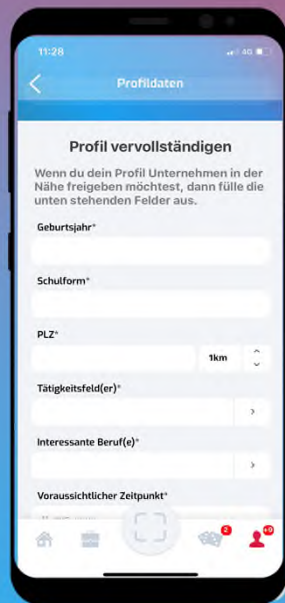 11:28
4G
Profildaten
Profil vervollständigen
Wenn du dein Profil Unternehmen in der
Nähe freigeben möchtest, dann fülle die
unten stehenden Felder aus.
Geburtsjahr*
Schulform*
PLZ*
1km
Tätigkeitsfeld(er)*
Interessante Beruf(e)*
Voraussichtlicher Zeitpunkt*
2
+9